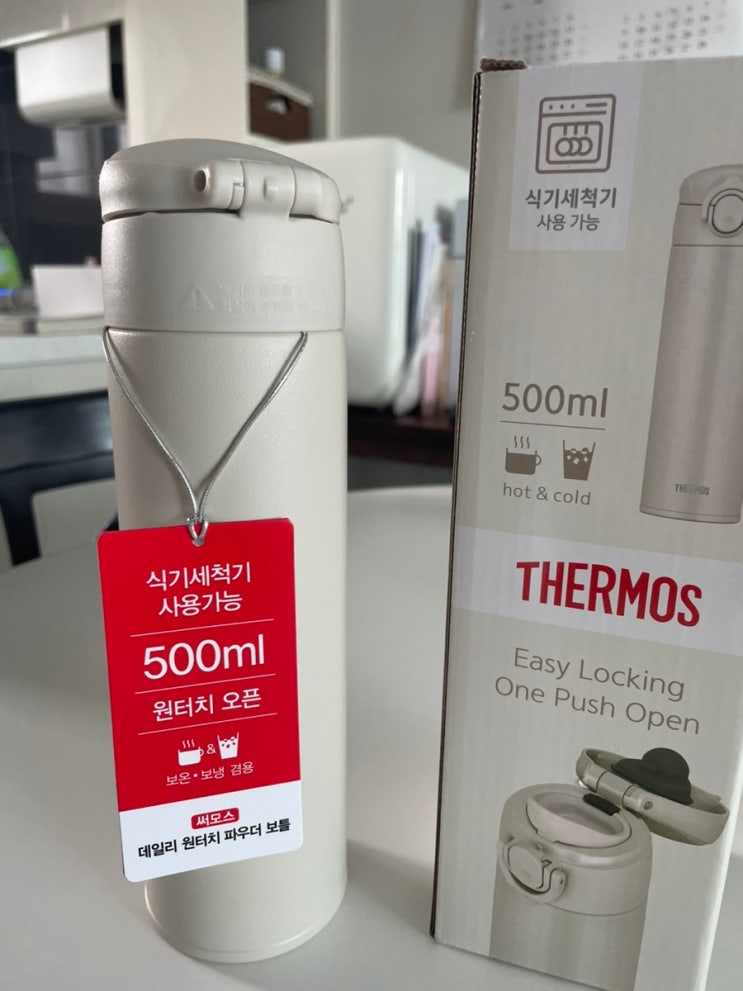 식기세척기
사용가능
500ml
원터치 오픈
&
보온•보냉 겸용
써모스
데일리 원터치 파우더 보틀
식기세척기
사용 가능
500ml
hot & cold
THERMOS
THERMOS
Easy Locking
One Push Open